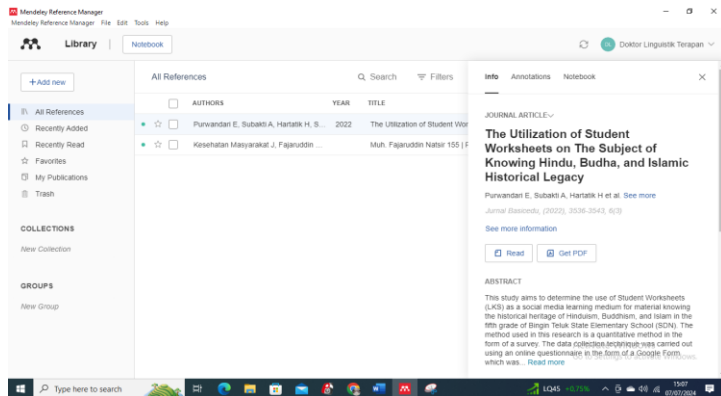 Mendeley Reference Manager
Mendeley Reference Manager File Edit Tools Help
Library
Notebook
Doktor Linguistik Terapan
+Add new
All References
Recently Added
Recently Read
Favorites
My Publications
Trash
COLLECTIONS
New Collection
GROUPS
New Group
All References
Search
Filters
AUTHORS YEAR TITLE
Purwandari E, Subakti A, Hartatik H, S... 2022 The Utilization of Student Wor
Kesehatan Masyarakat J, Fajaruddin ... Muh. Fajaruddin Natsir 155 |
Info Annotations Notebook
JOURNAL ARTICLE
The Utilization of Student
Worksheets on The Subject of
Knowing Hindu, Budha, and Islamic
Historical Legacy
Purwandari E, Subakti A, Hartatik H et al. See more
Jurnal Basicedu, (2022), 3536-3543, 6(3)
See more information
Read
Get PDF
ABSTRACT
This study aims to determine the use of Student Worksheets
(LKS) as a social media learning medium for material knowing
the historical heritage of Hinduism, Buddhism, and Islam in the
fifth grade of Bingin Teluk State Elementary School (SDN). The
method used in this research is a quantitative method in the
form of a survey. The data collection technique was carried out
using an online questionnaire in the form of a Google Form
which was... Read more
Type here to search
LQ45 +0,75%
15:07
07/07/2024